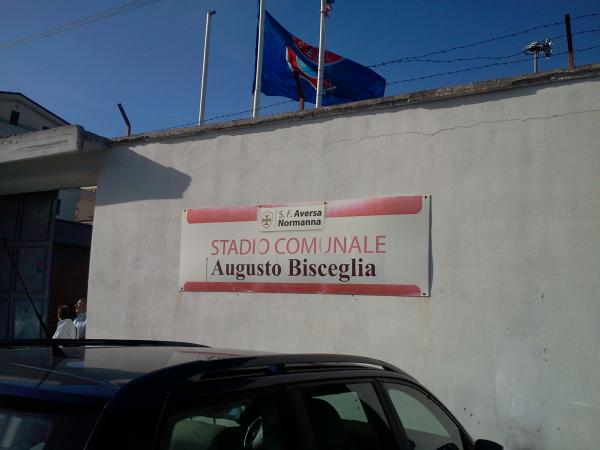 S. F. Aversa
Normanna
STADIO COMUNALE
Augusto Bisceglia